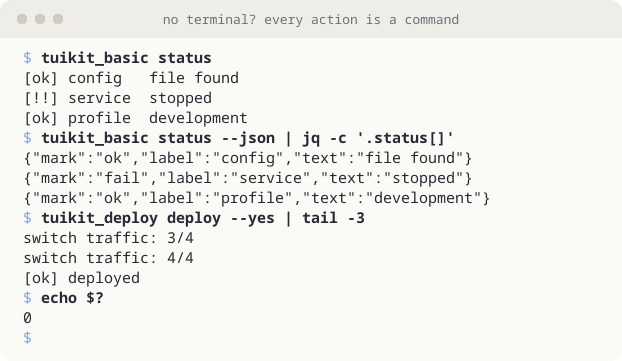 no terminal? every action is a command
$ tuikit_basic status
[ok] config   file found
[!!] service  stopped
[ok] profile  development
$ tuikit_basic status --json | jq -c '.status[]'
{"mark":"ok","label":"config","text":"file found"}
{"mark":"fail","label":"service","text":"stopped"}
{"mark":"ok","label":"profile","text":"development"}
$ tuikit_deploy deploy --yes | tail -3
switch traffic: 3/4
switch traffic: 4/4
[ok] deployed
$ echo $?
0
$